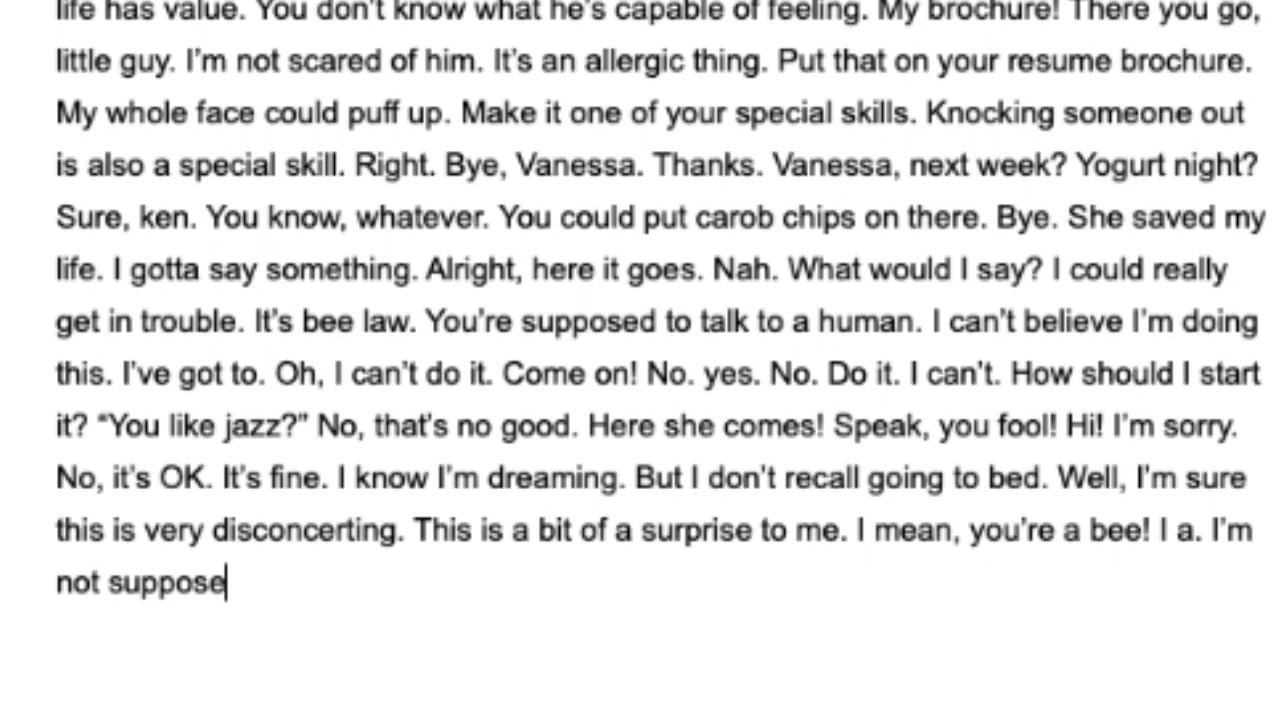 life has value. You don't know what he's capable of feeling. My brochure! There you go,
little guy. I'm not scared of him. It's an allergic thing. Put that on your resume brochure.
My whole face could puff up. Make it one of your special skills. Knocking someone out
is also a special skill. Right. Bye, Vanessa. Thanks. Vanessa, next week? Yogurt night?
Sure, ken. You know, whatever. You could put carob chips on there. Bye. She saved my
life. I gotta say something. Alright, here it goes. Nah. What would I say? I could really
get in trouble. It's bee law. You're supposed to talk to a human. I can't believe I'm doing
this. I've got to. Oh, I can't do it. Come on! No. yes. No. Do it. I can't. How should I start
it? “You like jazz?” No, that's no good. Here she comes! Speak, you fool! Hi! I'm sorry.
No, it's OK. It's fine. I know I'm dreaming. But I don't recall going to bed. Well, I'm sure
this is very disconcerting. This is a bit of a surprise to me. I mean, you're a bee! I a. I'm
not suppose